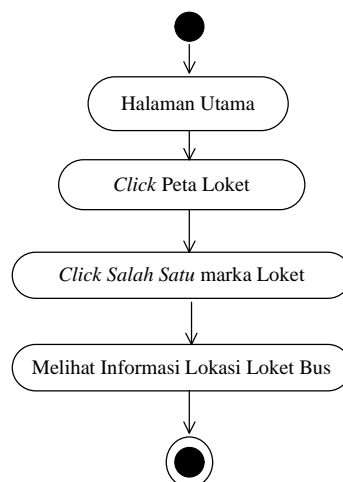 Halaman Utama
Click Peta Loket
Click Salah Satu marka Loket
Melihat Informasi Lokasi Loket Bus